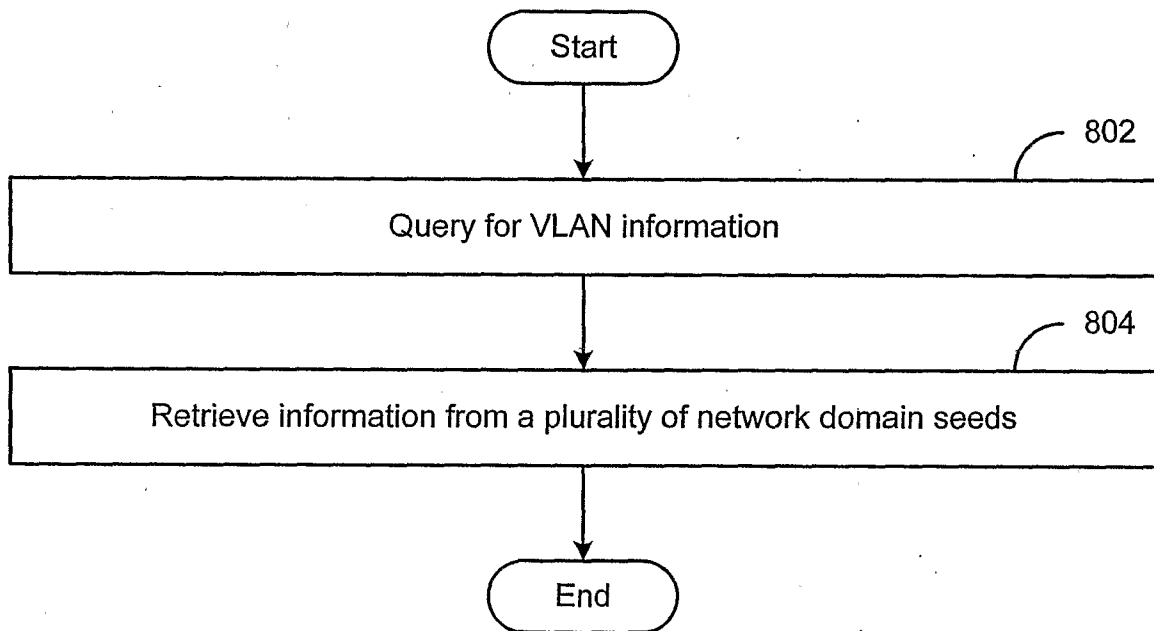 Start
802
Query for VLAN information
804
Retrieve information from a plurality of network domain seeds
End